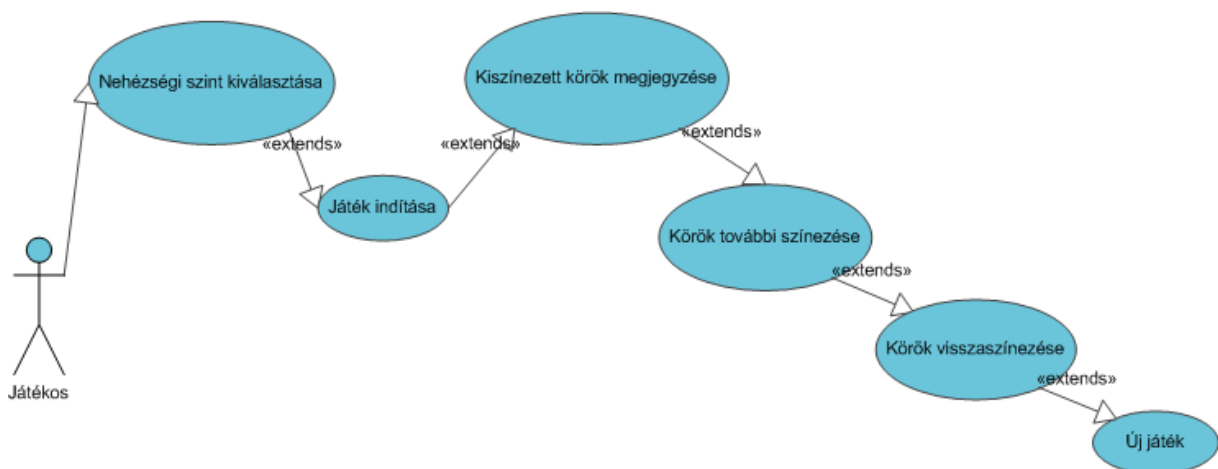 Nehézségi szint kiválasztása
«extends»
Játék indítása
«extends»
Kiszínezett körök megjegyzése
«extends»
Körök további színezése
«extends»
Körök visszaszínezése
«extends»
Új játék
Játékos